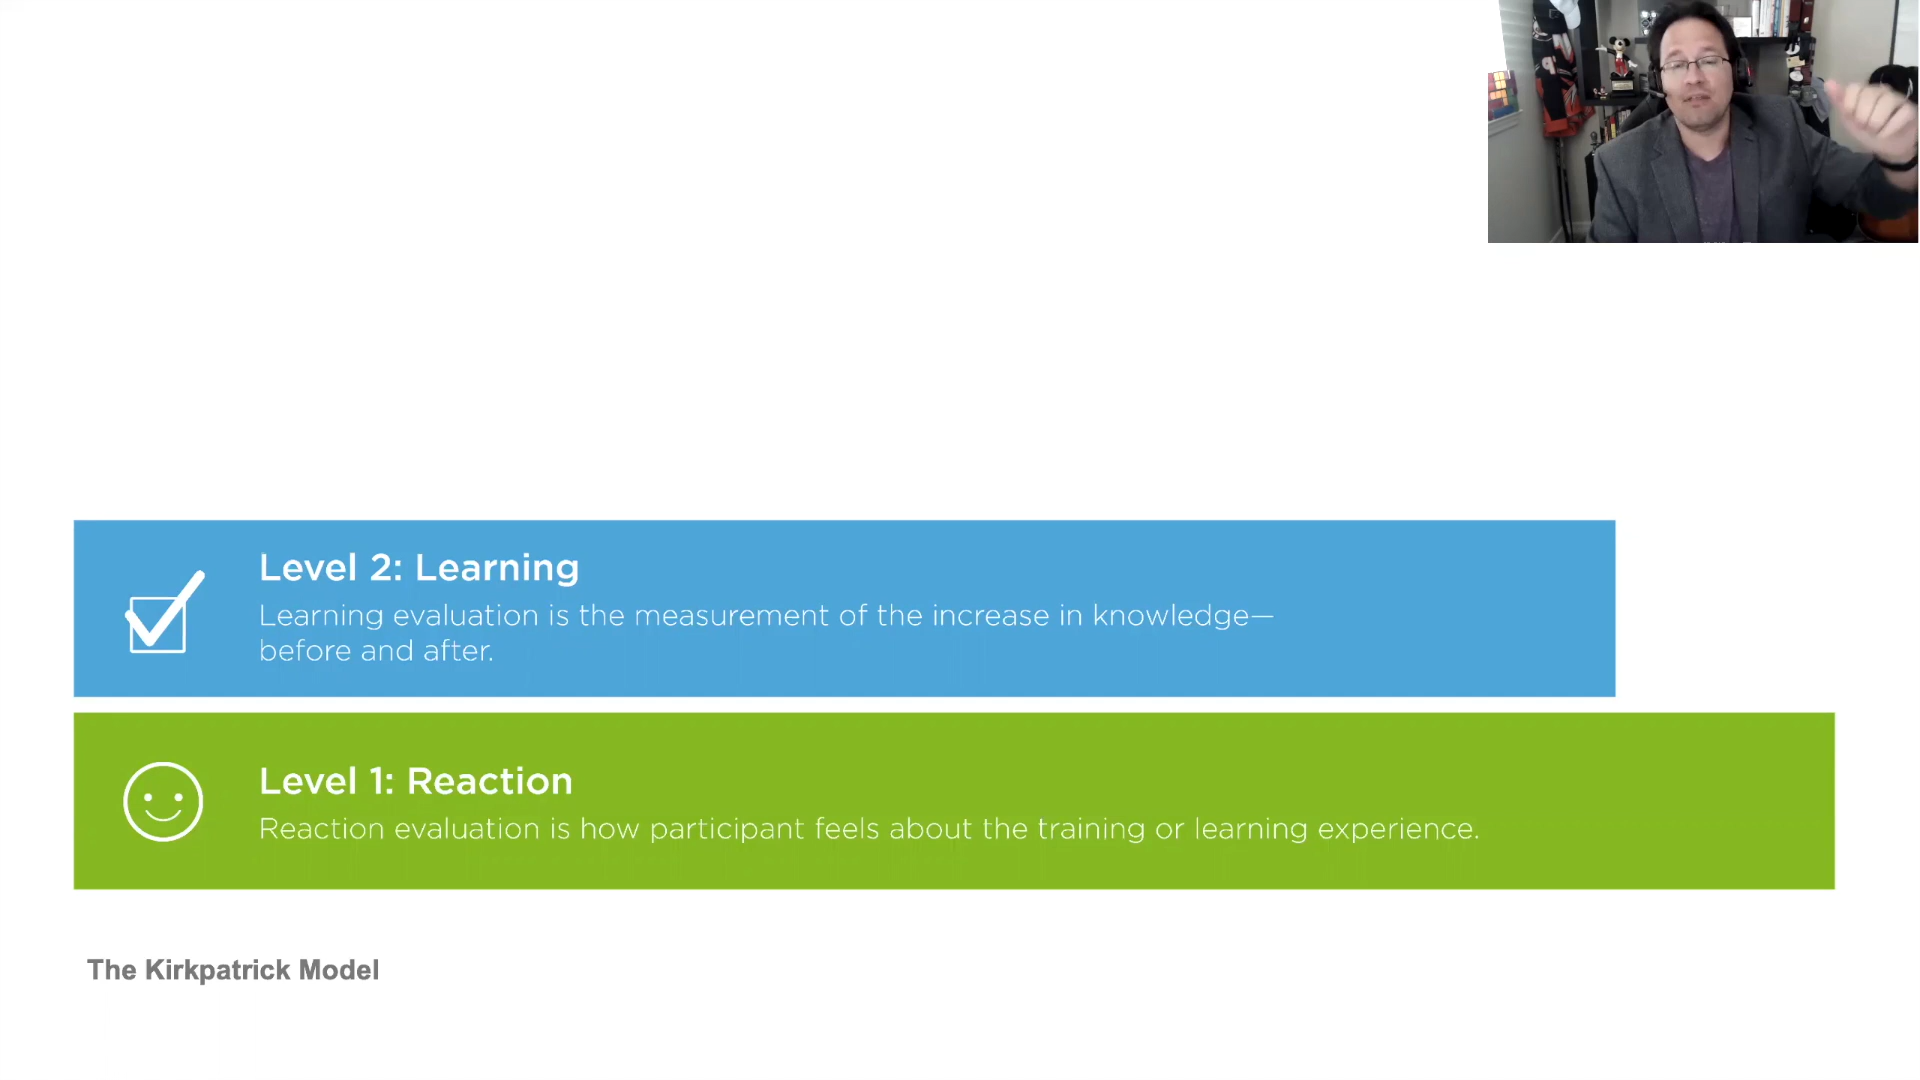 Level 2: Learning
Learning evaluation is the measurement of the increase in knowledge—
before and after.
Level 1: Reaction
Reaction evaluation is how participant feels about the training or learning experience.
The Kirkpatrick Model